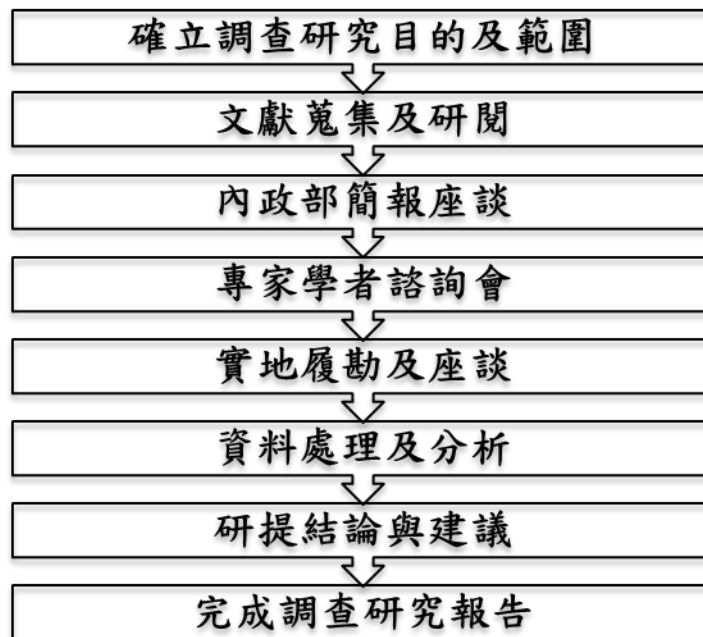 確立調查研究目的及範圍
文獻蒐集及研閱
內政部簡報座談
專家學者諮詢會
實地履勘及座談
資料處理及分析
研提結論與建議
完成調查研究報告